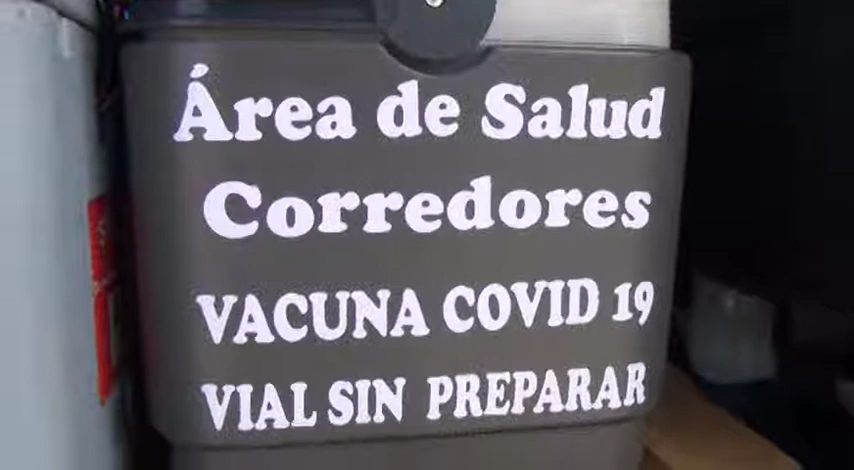 Área de Salud
Corredores
VACUNA COVID 19
VIAL SIN PREPARAR